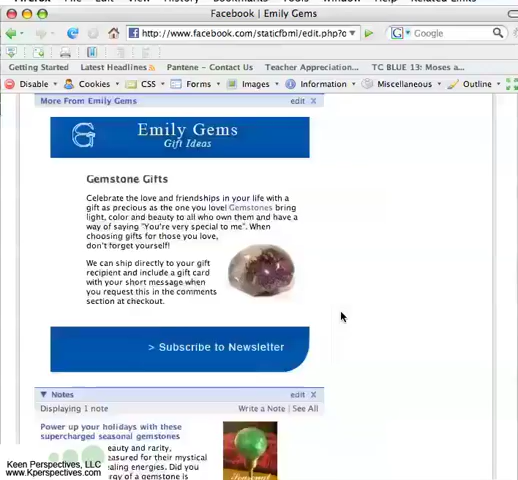 Facebook | Emily Gems
http://www.facebook.com/staticfbml/edit.php?o
Google
Getting Started Latest Headlines Pantene - Contact Us Teacher Appreciation... TC BLUE 13: Moses a...
Disable Cookies CSS Forms Images Information Miscellaneous Outline
More From Emily Gems edit X
Emily Gems
Gift Ideas
Gemstone Gifts
Celebrate the love and friendships in your life with a
gift as precious as the one you love! Gemstones bring
light, color and beauty to all who own them and have a
way of saying "You're very special to me". When
choosing gifts for those you love,
don't forget yourself!
We can ship directly to your gift
recipient and include a gift card
with your short message when
you request this in the comments
section at checkout.
> Subscribe to Newsletter
Notes edit X
Displaying 1 note Write a Note | See All
Power up your holidays with these
supercharged seasonal gemstones
eauty and rarity,
easured for their mystical
ealing energies. Did you
rgy of a gemstone is
Keen Perspectives, LLC
www.Kperspectives.com